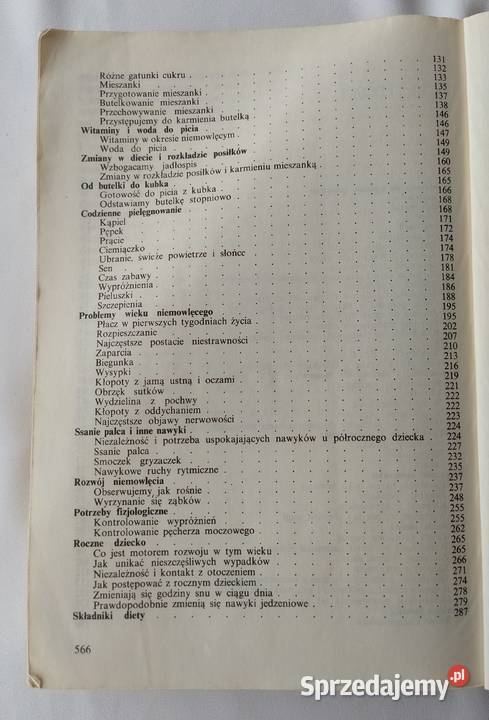 Różne gatunki cukru . 131
Mieszanki . 132
Przygotowanie mieszanki . 133
Butelkowanie mieszanki . 135
Przechowywanie mieszanki . 137
Przystępujemy do karmienia butelką . 138
Witaminy i woda do picia . 146
Witaminy w okresie niemowlęcym . 146
Woda do picia . 147
Zmiany w diecie i rozkładzie posiłków . 149
Wzbogacamy jadłospis . 149
Zmiany w rozkładzie posiłków i karmieniu mieszanką . 160
Od butelki do kubka . 165
Gotowość do picia z kubka . 165
Odstawiamy butelkę stopniowo . 166
Codzienne pielęgnowanie . 168
Kąpiel . 168
Pępek . 171
Prącie . 172
Ciemiączko . 174
Ubranie, świeże powietrze i słońce . 174
Sen . 178
Czas zabawy . 181
Wypróżnienia . 184
Pieluszki . 186
Szczepienia . 188
Problemy wieku niemowlęcego . 195
Płacz w pierwszych tygodniach życia . 195
Rozpieszczanie . 202
Najczęstsze postacie niestrawności . 207
Zaparcia . 210
Biegunka . 213
Wysypki . 216
Kłopoty z jamą ustną i oczami . 219
Obrzęk sutków . 221
Wydzielina z pochwy . 222
Kłopoty z oddychaniem . 222
Najczęstsze objawy nerwowości . 223
Ssanie palca i inne nawyki . 224
Niezależność i potrzeba uspokajających nawyków u półrocznego dziecka . 224
Ssanie palca . 227
Smoczek gryzaczek . 232
Nawykowe ruchy rytmiczne . 235
Rozwój niemowlęcia . 237
Obserwujemy jak rośnie . 237
Wyrzynanie się ząbków . 248
Potrzeby fizjologiczne . 255
Kontrolowanie wypróżnień . 255
Kontrolowanie pęcherza moczowego . 262
Roczne dziecko . 265
Co jest motorem rozwoju w tym wieku . 265
Jak unikać nieszczęśliwych wypadków . 266
Niezależność i kontakt z otoczeniem . 271
Jak postępować z rocznym dzieckiem . 274
Zmieniają się godziny snu w ciągu dnia . 278
Prawdopodobnie zmienią się nawyki jedzeniowe . 279
Składniki diety . 287
566
Sprzedajemy.pl